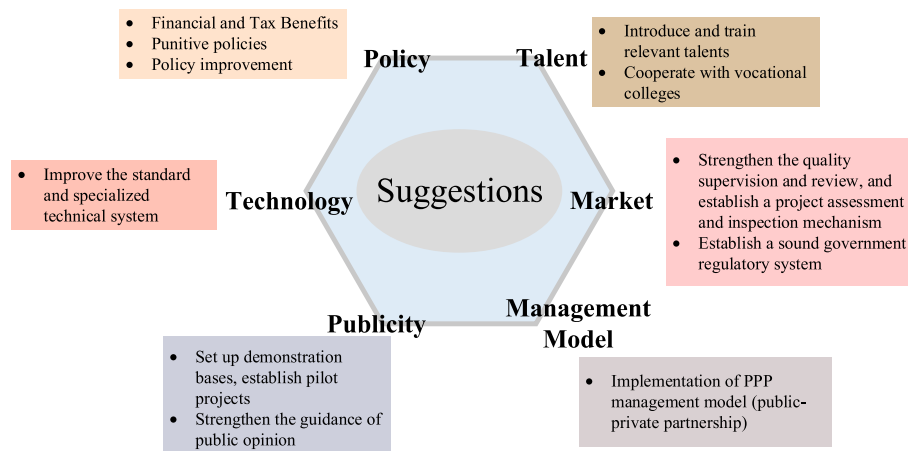 • Financial and Tax Benefits
• Punitive policies
• Policy improvement
Policy
Talent
• Introduce and train
relevant talents
• Cooperate with vocational
colleges
• Improve the standard
and specialized
technical system
Technology
Suggestions
Market
• Strengthen the quality
supervision and review, and
establish a project assessment
and inspection mechanism
• Establish a sound government
regulatory system
Publicity
Management
Model
• Set up demonstration
bases, establish pilot
projects
• Strengthen the guidance of
public opinion
• Implementation of PPP
management model (public-
private partnership)